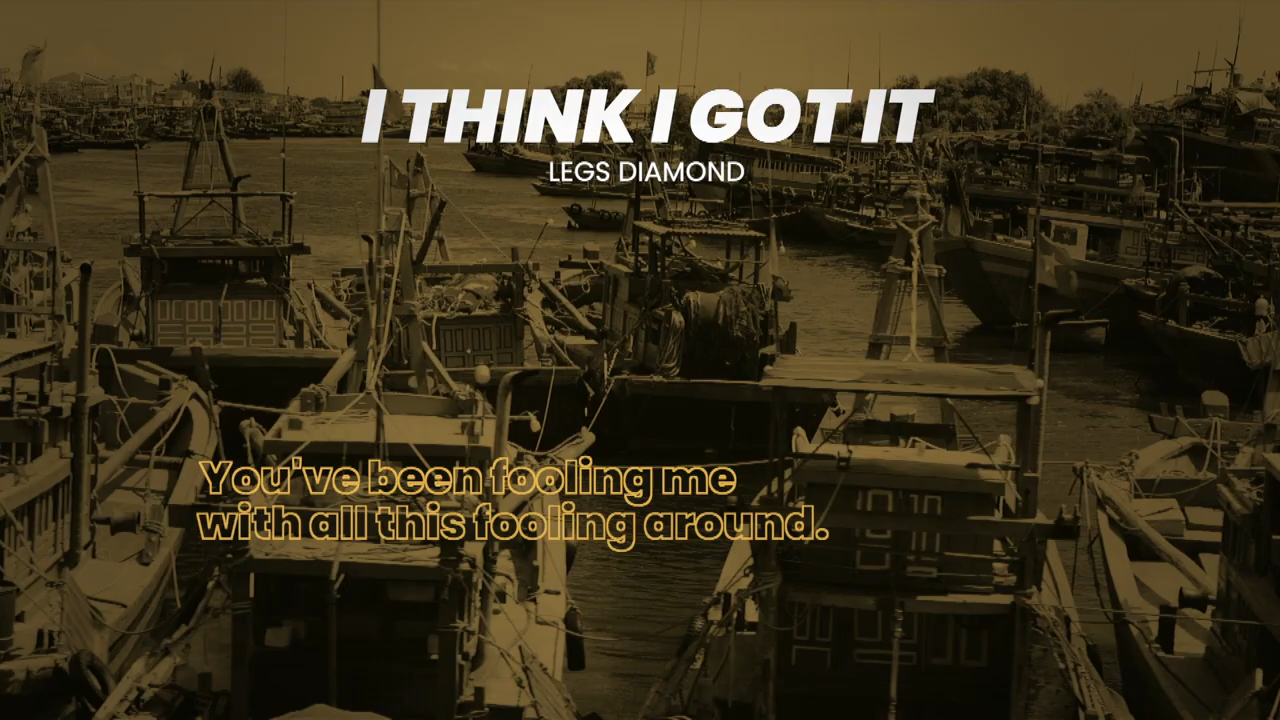 I THINK I GOT IT
LEGS DIAMOND
You've been fooling me
with all this fooling around.